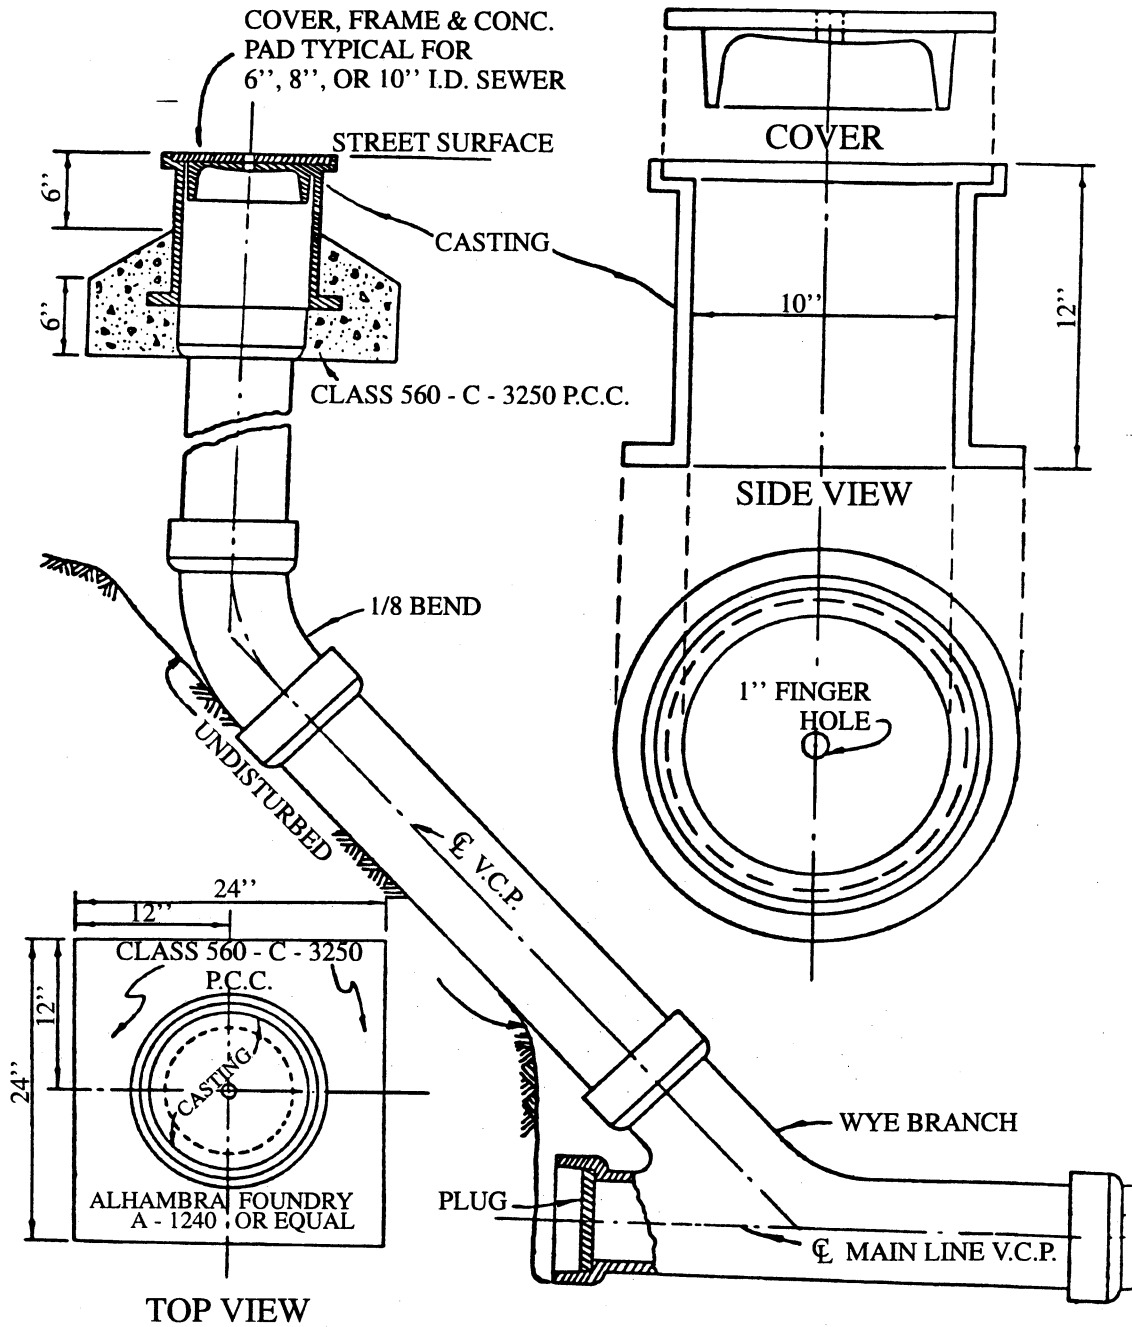 COVER, FRAME & CONC.
PAD TYPICAL FOR
6'', 8'', OR 10'' I.D. SEWER
STREET SURFACE
COVER
6''
CASTING
6''
10''
12''
CLASS 560 - C - 3250 P.C.C.
SIDE VIEW
1/8 BEND
1'' FINGER
HOLE
UNDISTURBED
℄ V.C.P.
24''
12''
CLASS 560 - C - 3250
P.C.C.
12''
24''
CASTING
ALHAMBRA FOUNDRY
A - 1240 OR EQUAL
TOP VIEW
WYE BRANCH
PLUG
℄ MAIN LINE V.C.P.